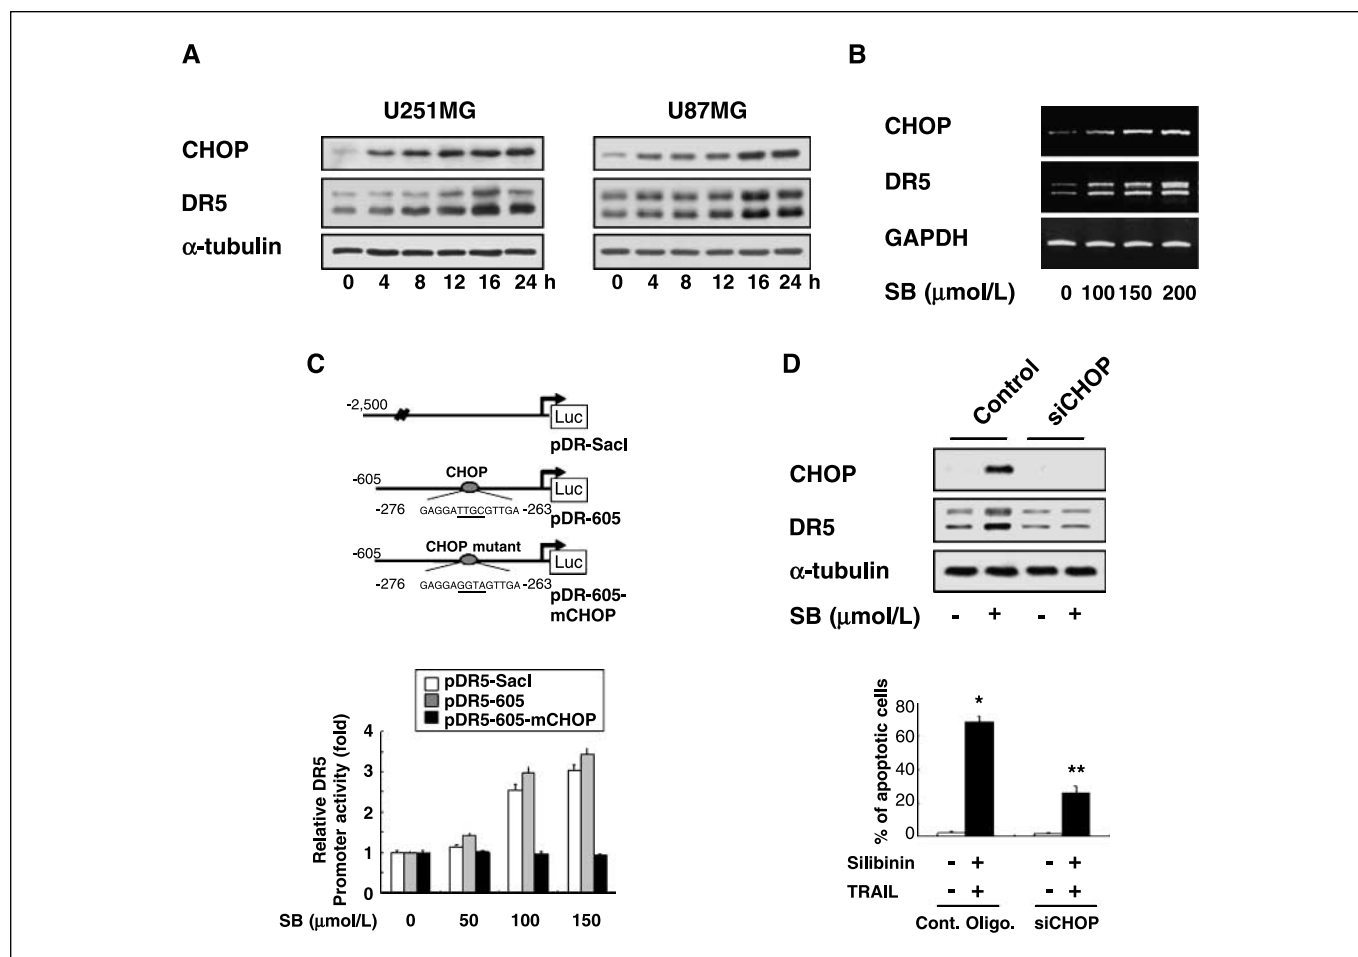 A
U251MG
U87MG
CHOP
DR5
α-tubulin
0 4 8 12 16 24 h
0 4 8 12 16 24 h
B
CHOP
DR5
GAPDH
SB (μmol/L) 0 100 150 200
C
-2,500
Luc
pDR-SacI
-605
CHOP
Luc
-276 GAGGATTGCGTTGA -263
pDR-605
-605
CHOP mutant
Luc
-276 GAGGAGGTAGTTGA -263
pDR-605-
mCHOP
pDR5-SacI
pDR5-605
pDR5-605-mCHOP
Relative DR5
Promoter activity (fold)
4
3
2
1
0
SB (μmol/L) 0 50 100 150
D
Control
siCHOP
CHOP
DR5
α-tubulin
SB (μmol/L) - + - +
% of apoptotic cells
80
60
40
20
0
*
**
Silibinin - + - +
TRAIL - + - +
Cont. Oligo. siCHOP